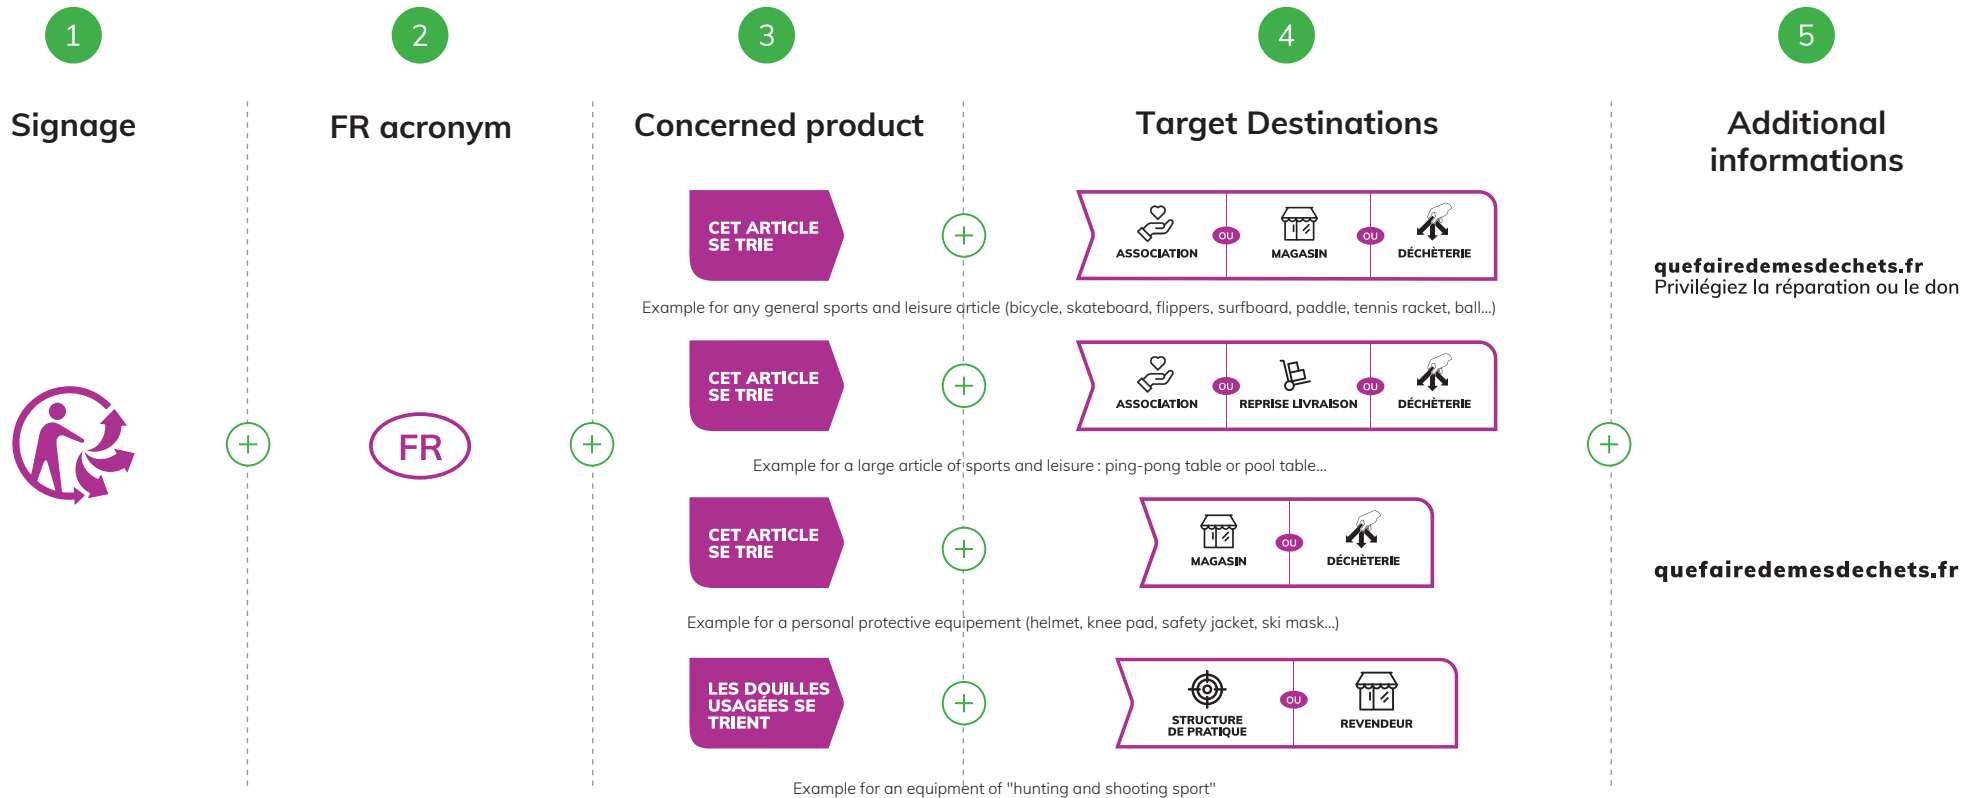 1
2
3
4
5
Signage
FR acronym
Concerned product
Target Destinations
Additional
informations
CET ARTICLE
SE TRIE
ASSOCIATION
OU
MAGASIN
OU
DÉCHÈTERIE
quefairedemesdechets.fr
Privilégiez la réparation ou le don
Example for any general sports and leisure article (bicycle, skateboard, flippers, surfboard, paddle, tennis racket, ball...)
CET ARTICLE
SE TRIE
ASSOCIATION
OU
REPRISE LIVRAISON
OU
DÉCHÈTERIE
FR
Example for a large article of sports and leisure : ping-pong table or pool table...
CET ARTICLE
SE TRIE
MAGASIN
OU
DÉCHÈTERIE
quefairedemesdechets.fr
Example for a personal protective equipement (helmet, knee pad, safety jacket, ski mask...)
LES DOUILLES
USAGÉES SE
TRIENT
STRUCTURE
DE PRATIQUE
OU
REVENDEUR
Example for an equipment of "hunting and shooting sport"